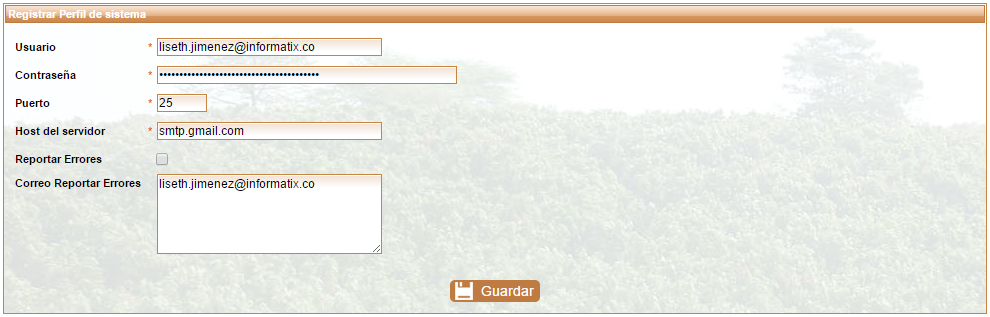 Registrar Perfil de sistema
Usuario * liseth.jimenez@informatix.co
Contraseña * ••••••••••••••••••••••••••••••••••••••••
Puerto * 25
Host del servidor * smtp.gmail.com
Reportar Errores
Correo Reportar Errores liseth.jimenez@informatix.co
Guardar